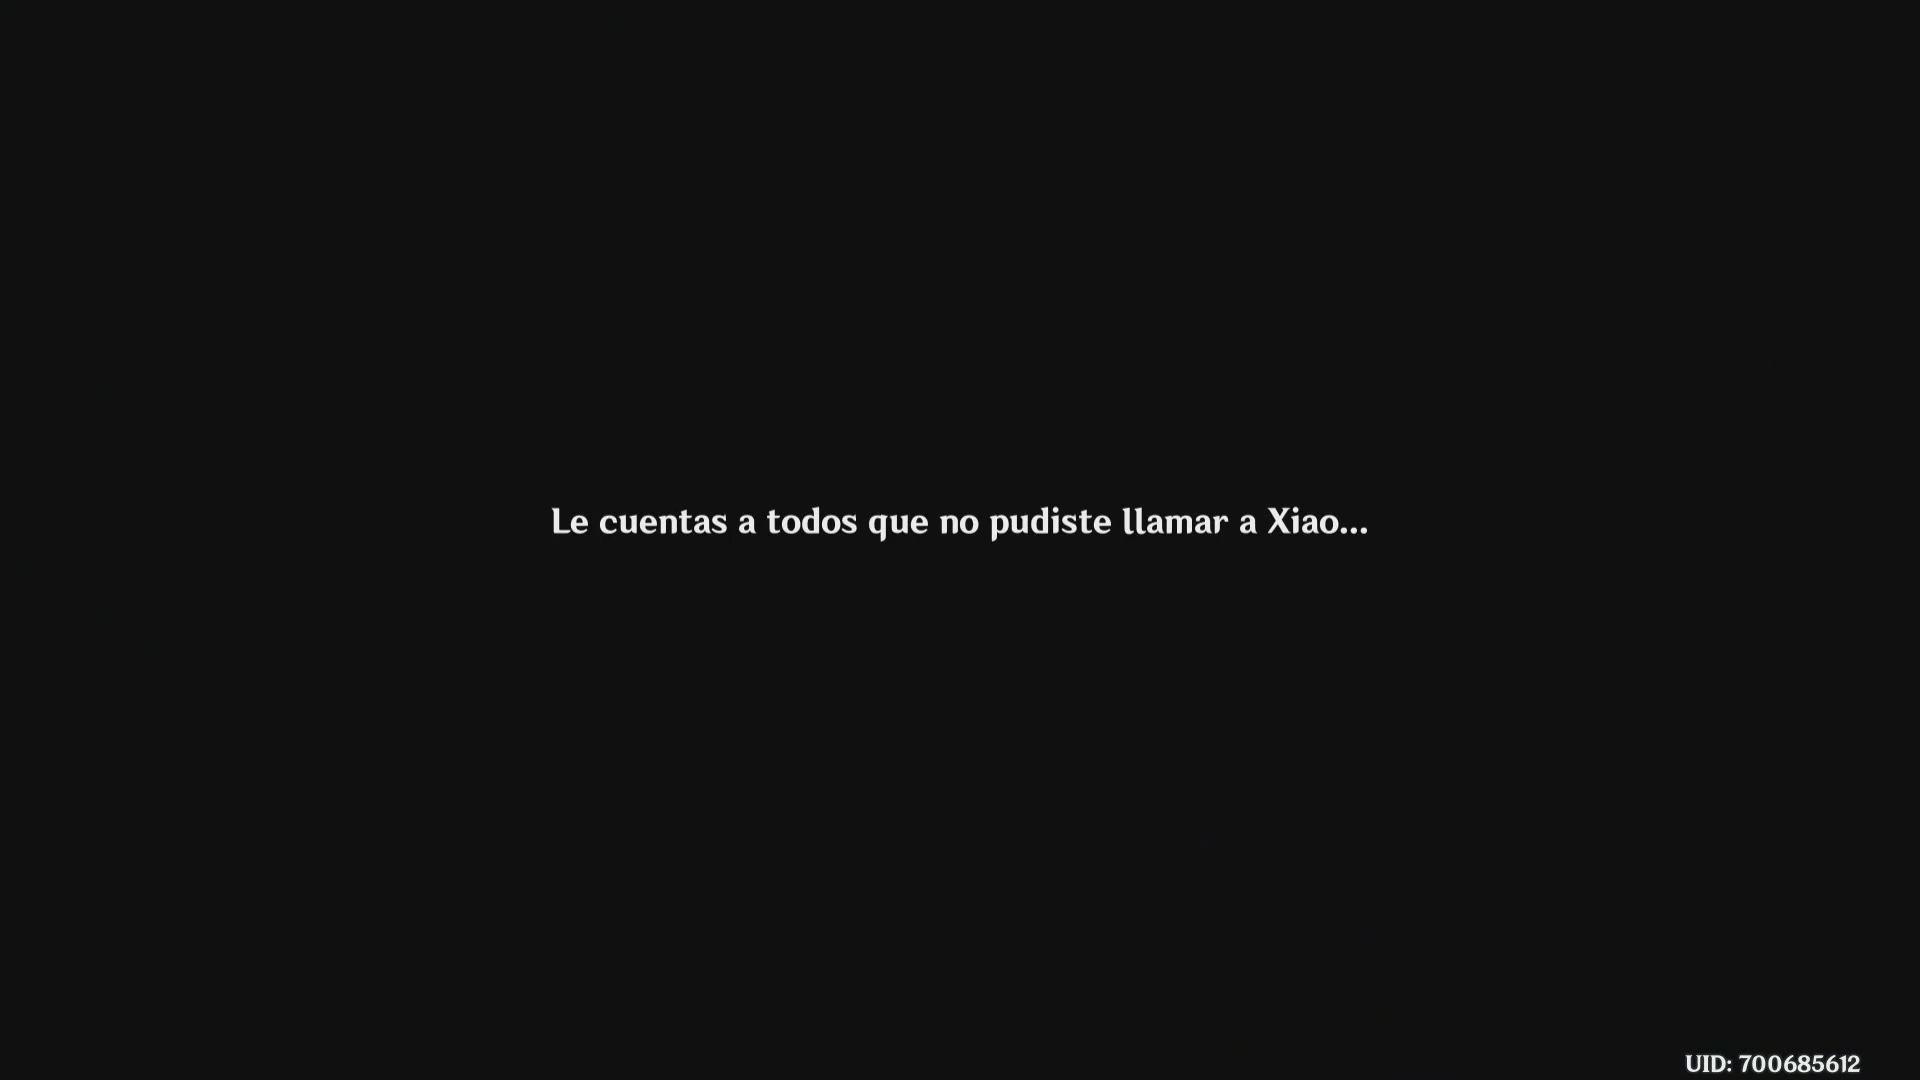 Le cuentas a todos que no pudiste llamar a Xiao...
UID: 700685612